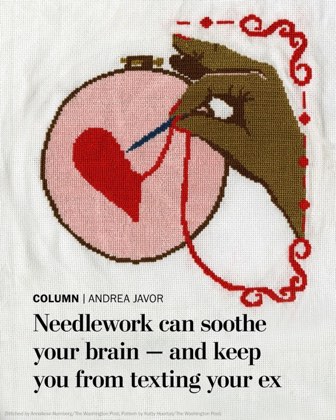 COLUMN | ANDREA JAVOR
Needlework can soothe
your brain — and keep
you from texting your ex